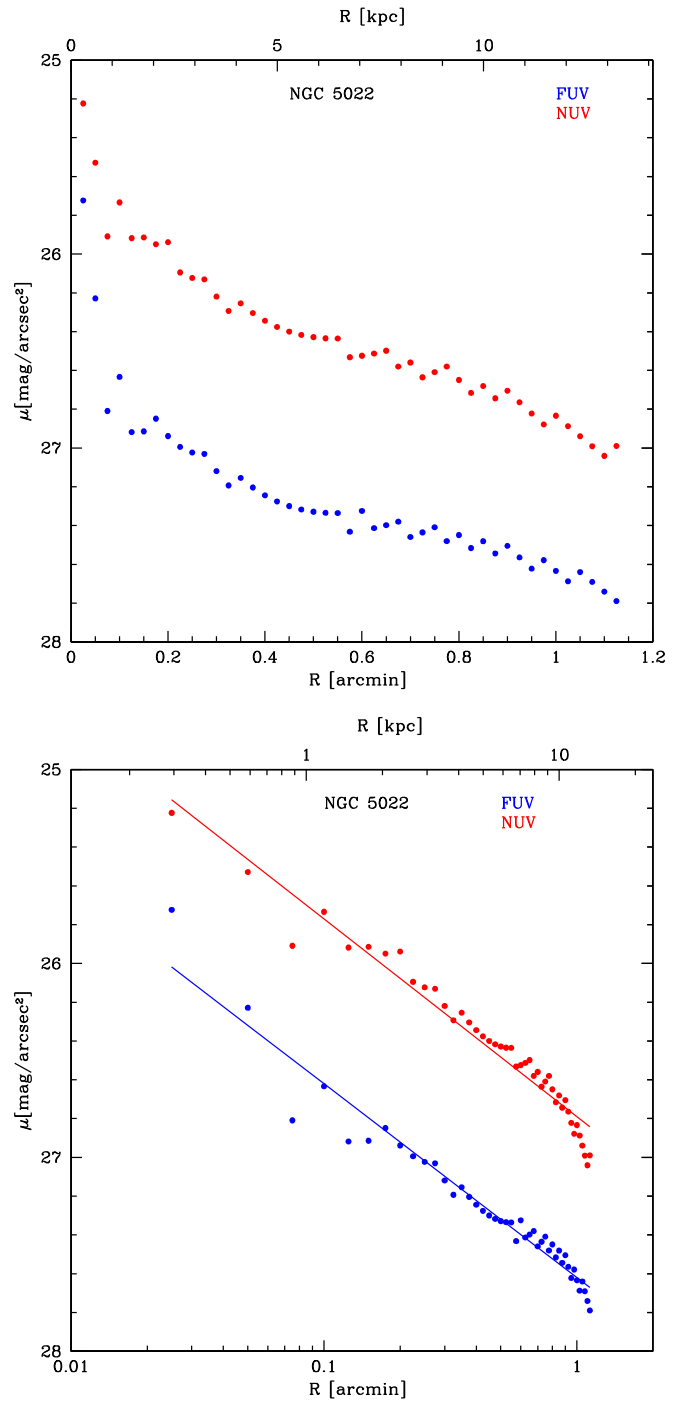 R [kpc]
0 5 10
25
NGC 5022 FUV
NUV
26
μ[mag/arcsec²]
27
28
0 0.2 0.4 0.6 0.8 1 1.2
R [arcmin]
R [kpc]
1 10
25
NGC 5022 FUV
NUV
26
μ[mag/arcsec²]
27
28
0.01 0.1 1
R [arcmin]